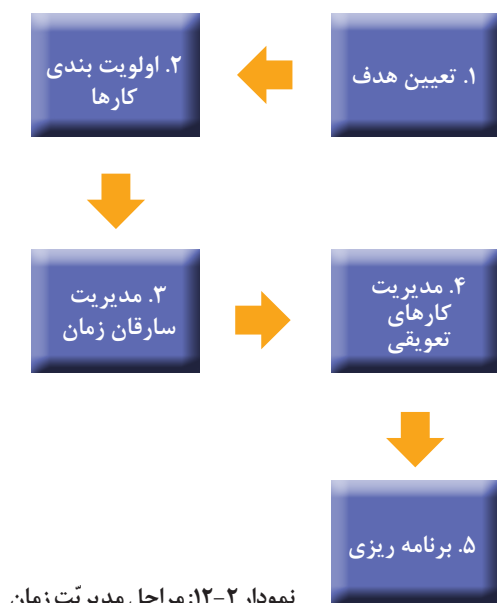 ۱. تعیین هدف
۲. اولویت بندی
کارها
۳. مدیریت
سارقان زمان
۴. مدیریت
کارهای
تعویقی
۵. برنامه ریزی
نمودار ۲-۱۲: مراحل مدیریّت زمان